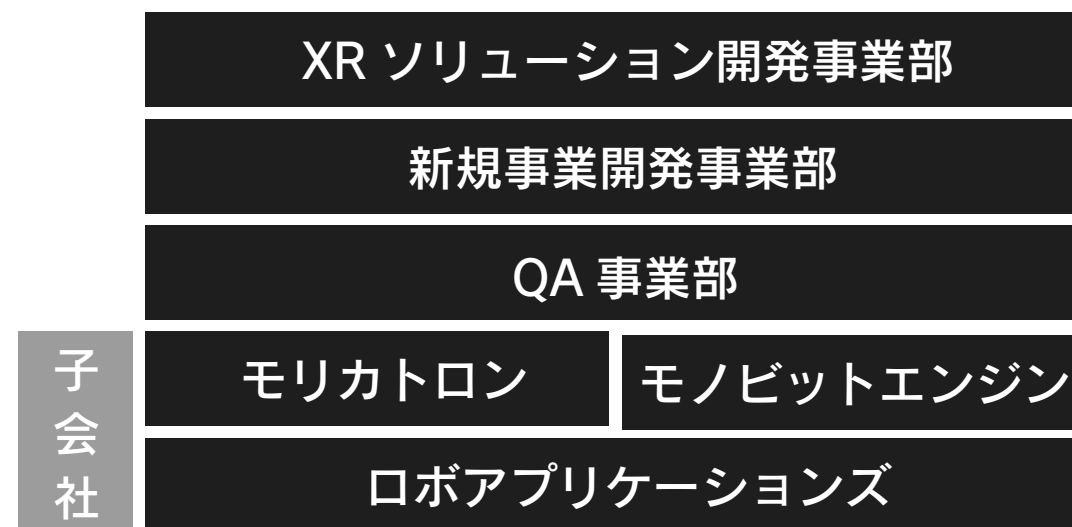 XR ソリューション開発事業部
新規事業開発事業部
QA 事業部
子会社
モリカトロン
モノビットエンジン
ロボアプリケーションズ